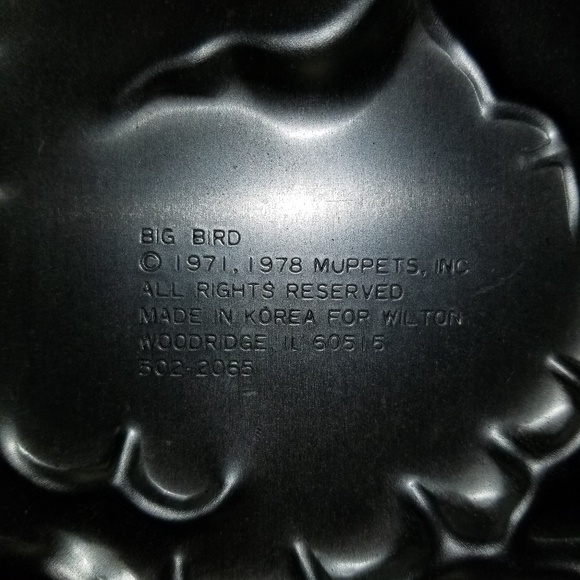 BIG BIRD
© 1971, 1978 MUPPETS, INC
ALL RIGHTS RESERVED
MADE IN KOREA FOR WILTON
WOODRIDGE, IL 60515
502-2065